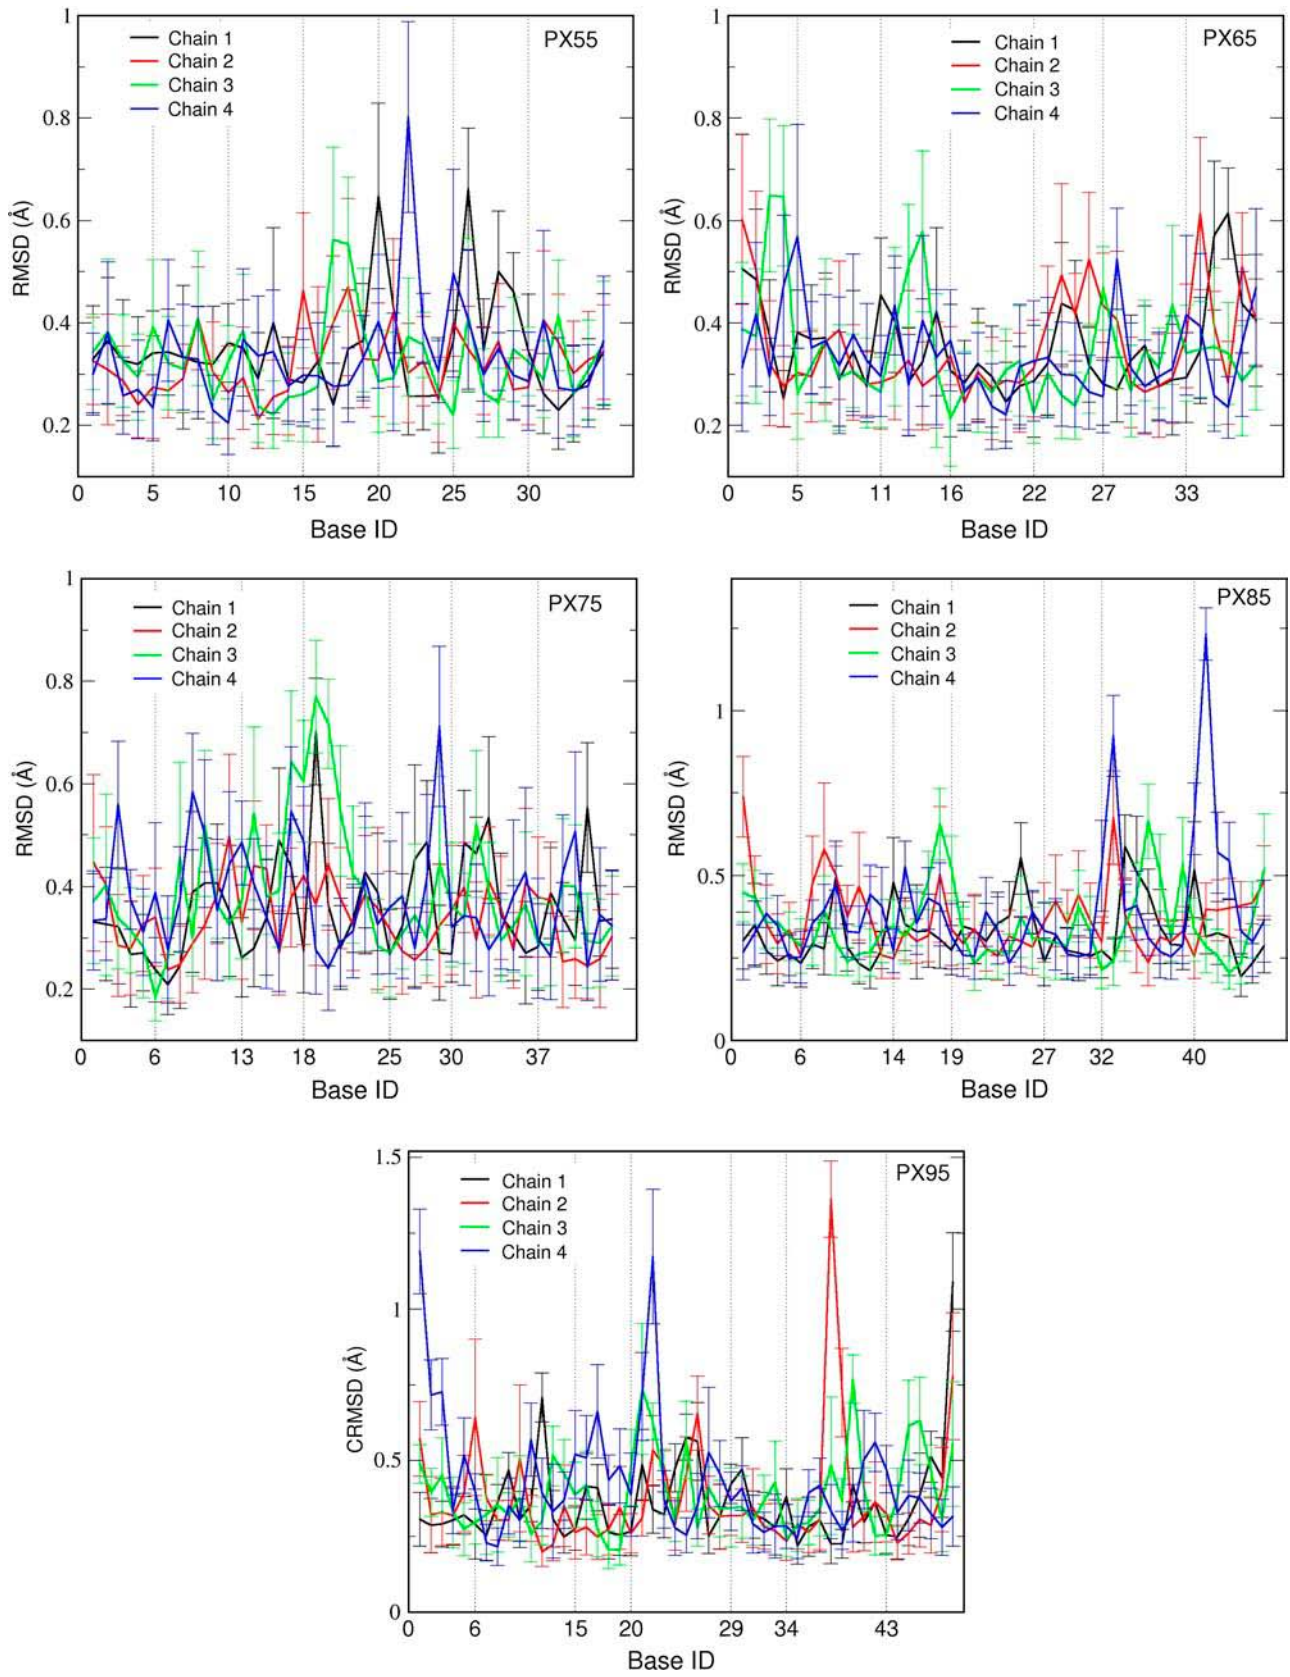 PX55
Chain 1
Chain 2
Chain 3
Chain 4
1
0.8
0.6
0.4
0.2
RMSD (Å)
0 5 10 15 20 25 30
Base ID
PX65
Chain 1
Chain 2
Chain 3
Chain 4
1
0.8
0.6
0.4
0.2
RMSD (Å)
0 5 11 16 22 27 33
Base ID
PX75
Chain 1
Chain 2
Chain 3
Chain 4
1
0.8
0.6
0.4
0.2
RMSD (Å)
0 6 13 18 25 30 37
Base ID
PX85
Chain 1
Chain 2
Chain 3
Chain 4
1
0.5
0
RMSD (Å)
0 6 14 19 27 32 40
Base ID
PX95
Chain 1
Chain 2
Chain 3
Chain 4
1.5
1
0.5
0
CRMSD (Å)
0 6 15 20 29 34 43
Base ID